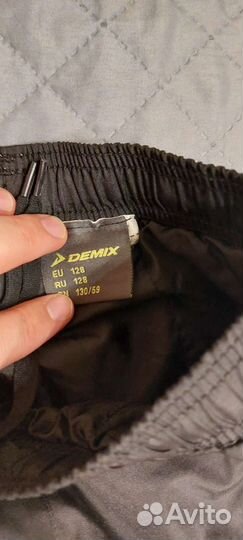 DEMIX
EU 128
RU 128
CN 130/59
Avito